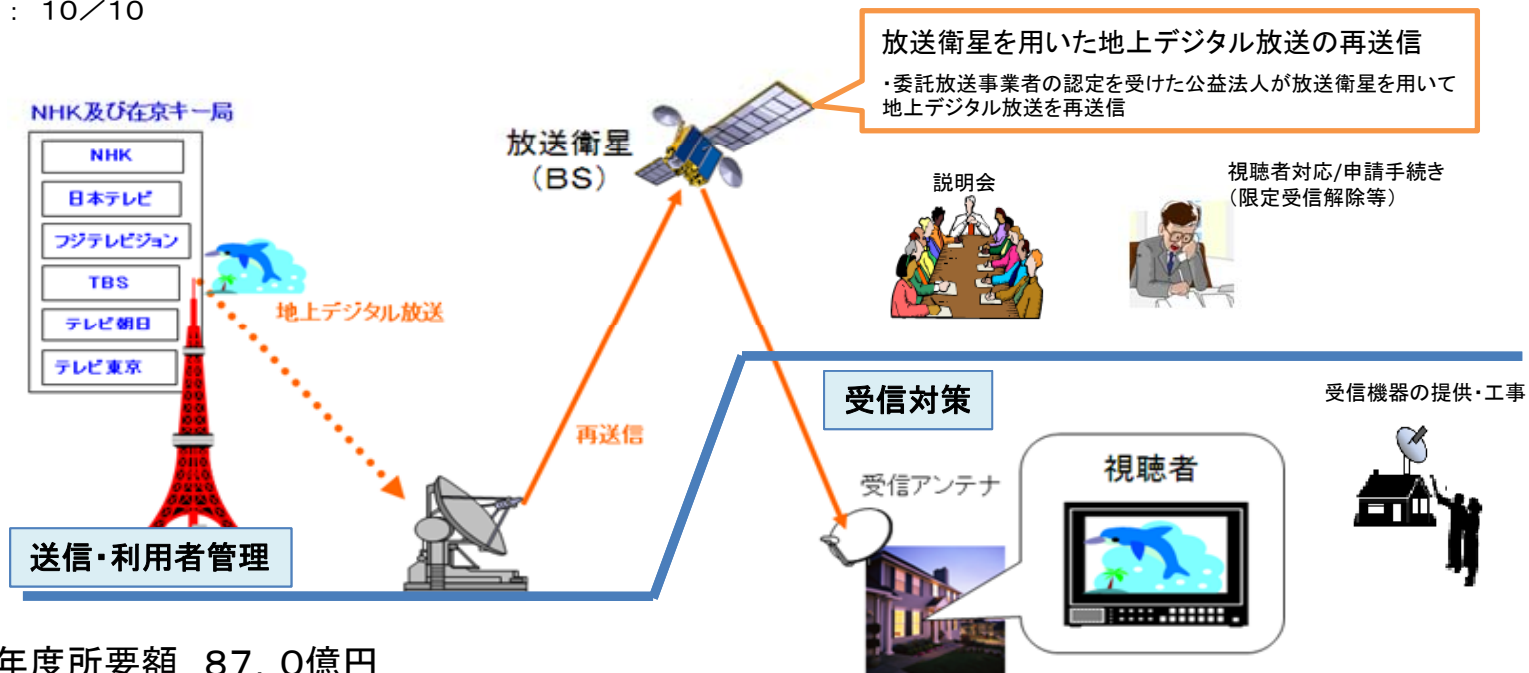 ： 10／10
放送衛星を用いた地上デジタル放送の再送信
・委託放送事業者の認定を受けた公益法人が放送衛星を用いて
地上デジタル放送を再送信
NHK及び在京キー局
NHK
日本テレビ
フジテレビジョン
TBS
テレビ朝日
テレビ東京
放送衛星
（BS）
説明会
視聴者対応/申請手続き
（限定受信解除等）
地上デジタル放送
再送信
受信対策
受信機器の提供・工事
受信アンテナ
視聴者
送信・利用者管理
年度所要額 ８７．０億円